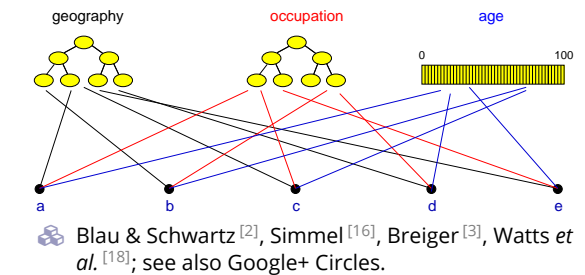 geography occupation age
0 100
a b c d e
Blau & Schwartz [2], Simmel [16], Breiger [3], Watts et
al. [18]; see also Google+ Circles.